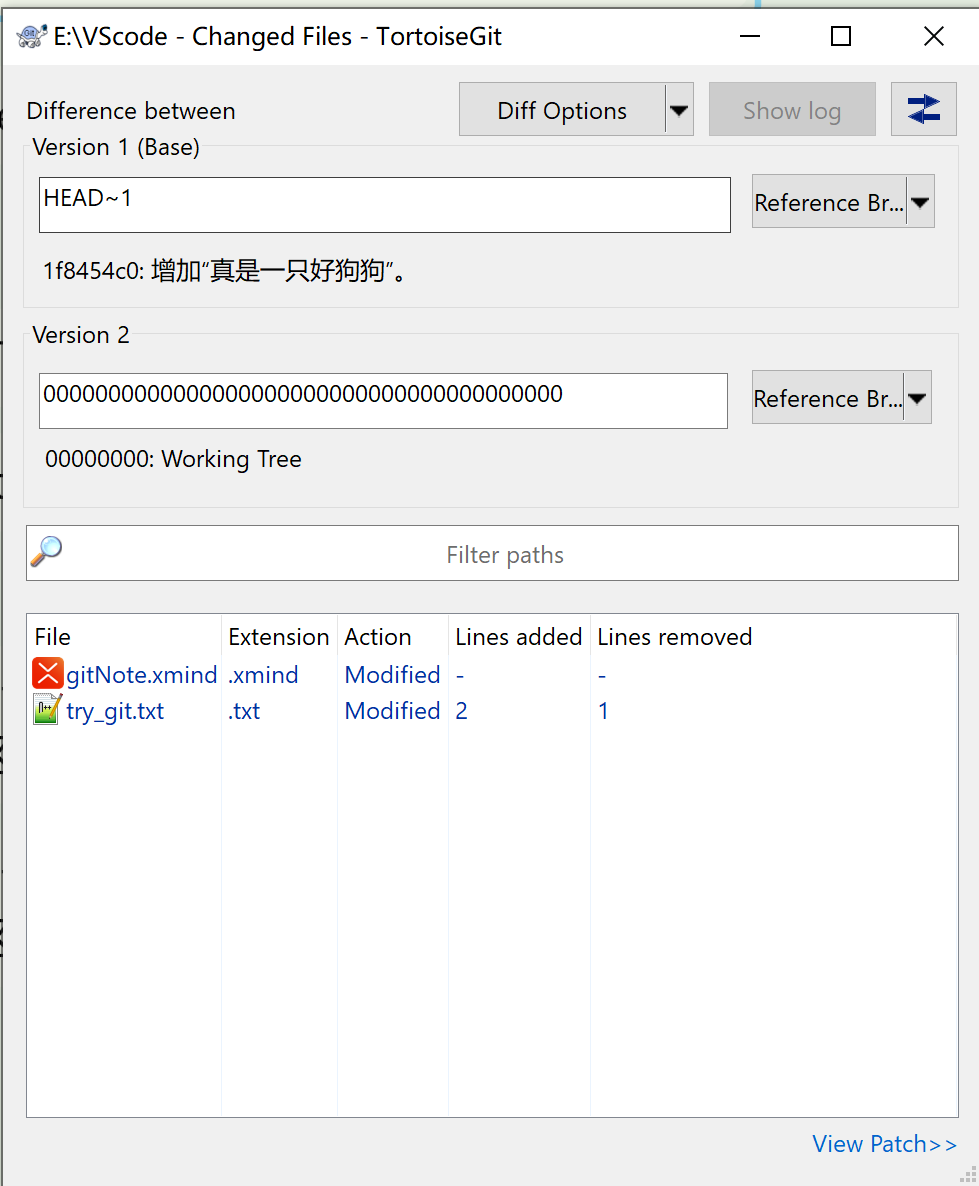 E:\VScode - Changed Files - TortoiseGit
Difference between
Diff Options
Show log
Version 1 (Base)
HEAD~1
Reference Br...
1f8454c0: 增加“真是一只好狗狗”。
Version 2
0000000000000000000000000000000000000000
Reference Br...
00000000: Working Tree
Filter paths
File Extension Action Lines added Lines removed
gitNote.xmind .xmind Modified - -
try_git.txt .txt Modified 2 1
View Patch>>